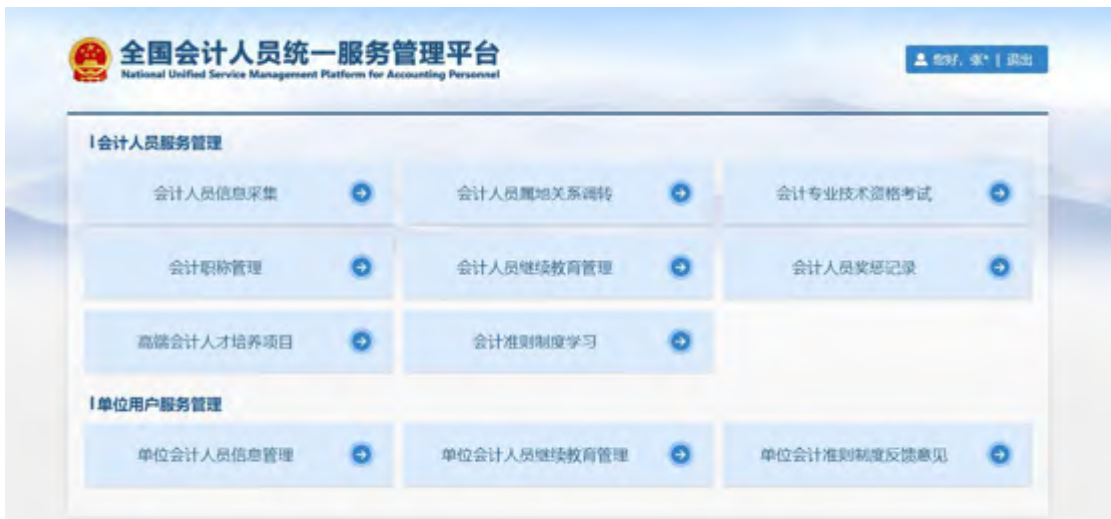 全国会计人员统一服务管理平台
National Unified Service Management Platform for Accounting Personnel
您好，张* | 退出
会计人员服务管理
会计人员信息采集
会计人员属地关系调转
会计专业技术资格考试
会计职称管理
会计人员继续教育管理
会计人员奖惩记录
高端会计人才培养项目
会计准则制度学习
单位用户服务管理
单位会计人员信息管理
单位会计人员继续教育管理
单位会计准则制度反馈意见